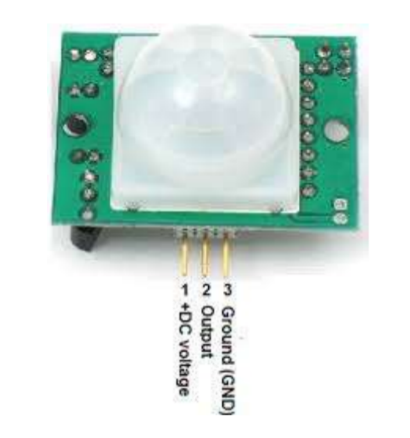 1 +DC voltage
2 Output
3 Ground (GND)